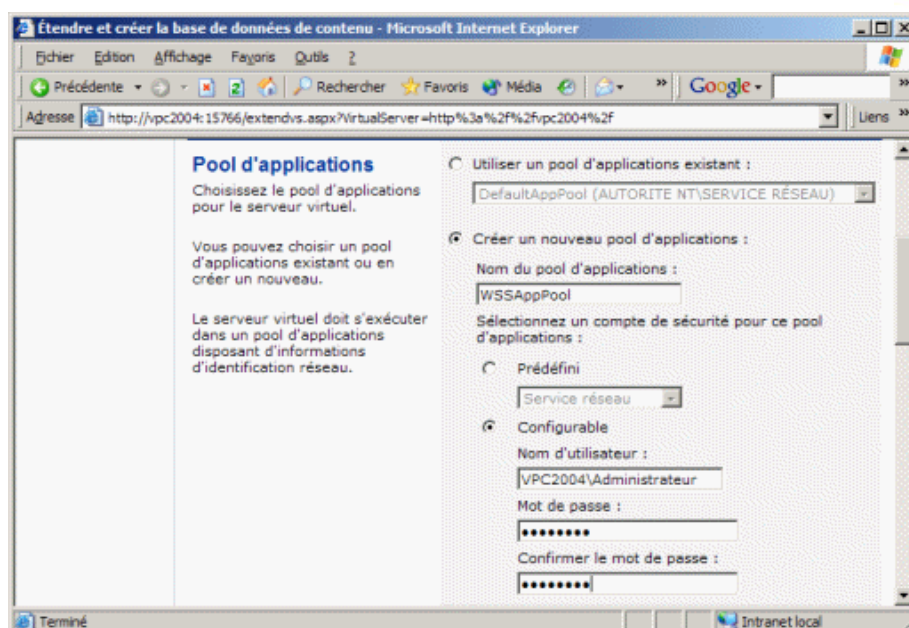 Étendre et créer la base de données de contenu - Microsoft Internet Explorer
Fichier Edition Affichage Favoris Outils ?
Précédente Rechercher Favoris Média » Google »
Adresse http://vpc2004:15766/extendvs.aspx?VirtualServer=http%3a%2f%2fvpc2004%2f Liens »
Pool d'applications
Choisissez le pool d'applications
pour le serveur virtuel.
Vous pouvez choisir un pool
d'applications existant ou en
créer un nouveau.
Le serveur virtuel doit s'exécuter
dans un pool d'applications
disposant d'informations
d'identification réseau.
Utiliser un pool d'applications existant :
DefaultAppPool (AUTORITE NT\SERVICE RÉSEAU)
Créer un nouveau pool d'applications :
Nom du pool d'applications :
WSSAppPool
Sélectionnez un compte de sécurité pour ce pool
d'applications :
Prédéfini
Service réseau
Configurable
Nom d'utilisateur :
VPC2004\Administrateur
Mot de passe :
••••••••
Confirmer le mot de passe :
••••••••
Terminé Intranet local